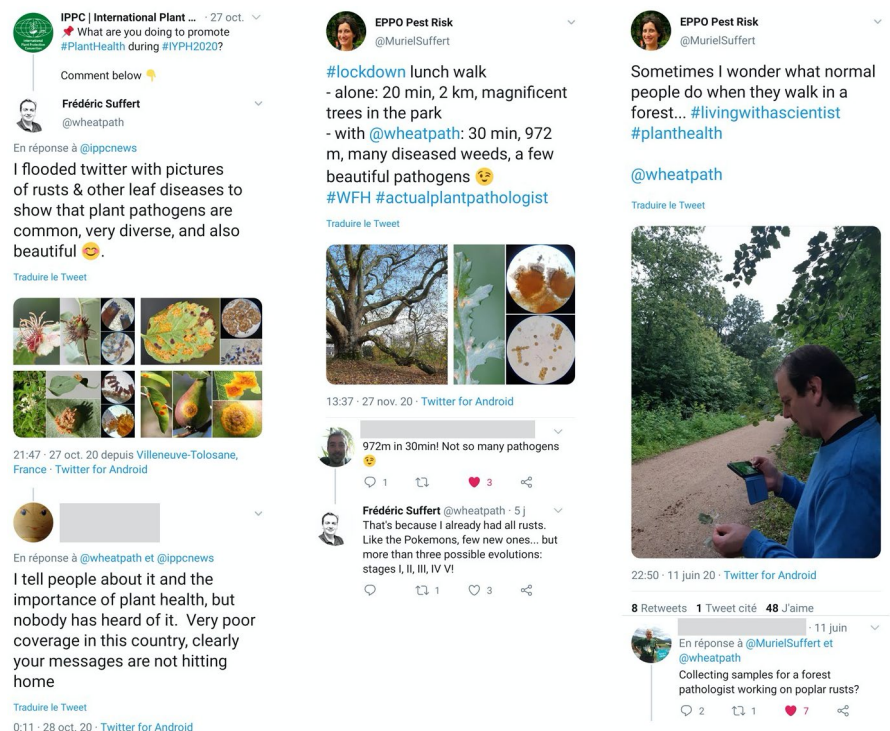 IPPC | International Plant ... · 27 oct.
📌 What are you doing to promote
#PlantHealth during #IYPH2020?
Comment below 👇
Frédéric Suffert
@wheatpath
En réponse à @ippcnews
I flooded twitter with pictures
of rusts & other leaf diseases to
show that plant pathogens are
common, very diverse, and also
beautiful 😊.
Traduire le Tweet
21:47 · 27 oct. 20 depuis Villeneuve-Tolosane,
France · Twitter for Android
En réponse à @wheatpath et @ippcnews
I tell people about it and the
importance of plant health, but
nobody has heard of it. Very poor
coverage in this country, clearly
your messages are not hitting
home
Traduire le Tweet
0:11 · 28 oct. 20 · Twitter for Android
EPPO Pest Risk
@MurielSuffert
#lockdown lunch walk
- alone: 20 min, 2 km, magnificent
trees in the park
- with @wheatpath: 30 min, 972
m, many diseased weeds, a few
beautiful pathogens 😉
#WFH #actualplantpathologist
Traduire le Tweet
13:37 · 27 nov. 20 · Twitter for Android
972m in 30min! Not so many pathogens
😉
1 3
Frédéric Suffert @wheatpath · 5 j
That's because I already had all rusts.
Like the Pokemons, few new ones... but
more than three possible evolutions:
stages I, II, III, IV V!
1 3
EPPO Pest Risk
@MurielSuffert
Sometimes I wonder what normal
people do when they walk in a
forest... #livingwithascientist
#planthealth
@wheatpath
Traduire le Tweet
22:50 · 11 juin 20 · Twitter for Android
8 Retweets 1 Tweet cité 48 J'aime
· 11 juin
En réponse à @MurielSuffert et
@wheatpath
Collecting samples for a forest
pathologist working on poplar rusts?
2 1 7